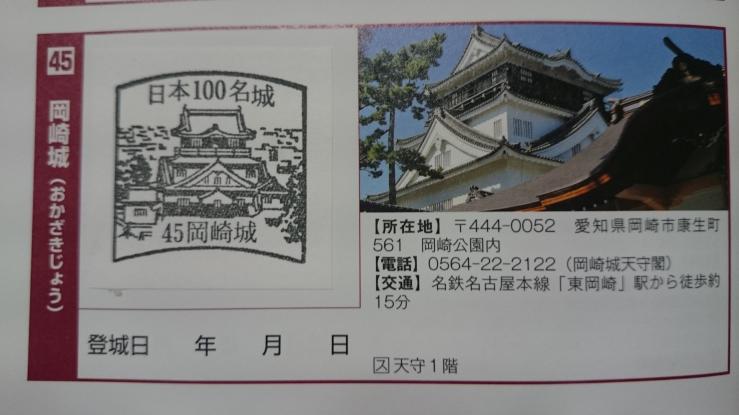 45
岡崎城(おかざきじょう)
日本100名城
45岡崎城
登城日 年 月 日
【所在地】〒444-0052 愛知県岡崎市康生町
561 岡崎公園内
【電話】0564-22-2122(岡崎城天守閣)
【交通】名鉄名古屋本線「東岡崎」駅から徒歩約
15分
ス天守1階